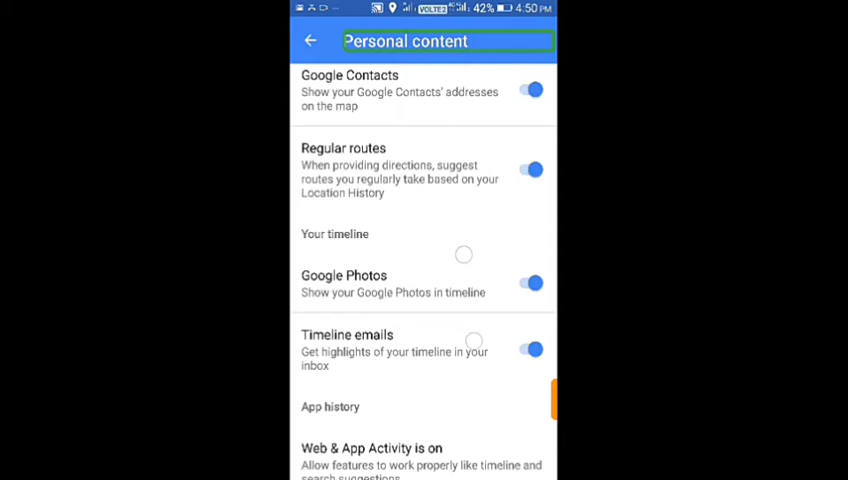 VOLTE2 42% 4:50 PM
Personal content
Google Contacts
Show your Google Contacts' addresses
on the map
Regular routes
When providing directions, suggest
routes you regularly take based on your
Location History
Your timeline
Google Photos
Show your Google Photos in timeline
Timeline emails
Get highlights of your timeline in your
inbox
App history
Web & App Activity is on
Allow features to work properly like timeline and
search suggestions